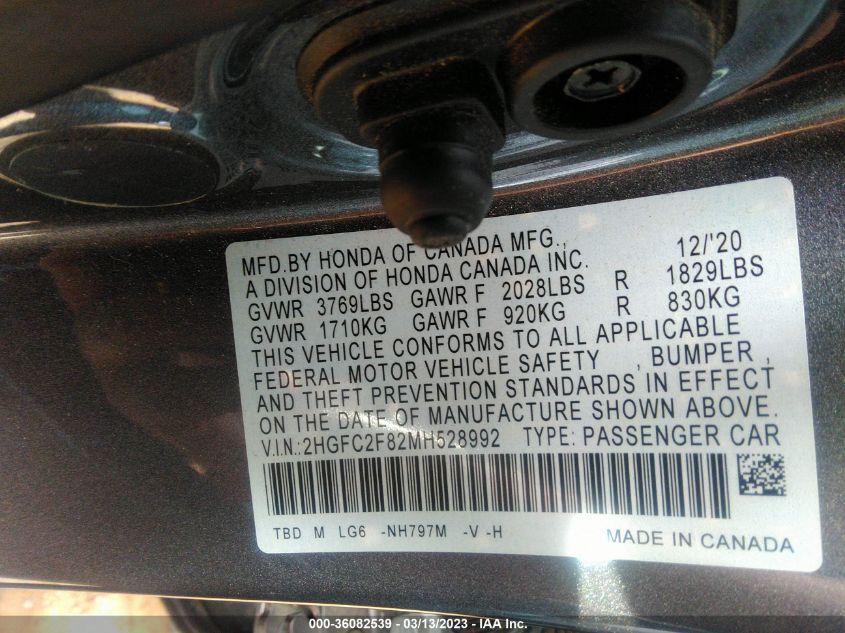 MFD.BY HONDA OF CANADA MFG., 12/'20
A DIVISION OF HONDA CANADA INC.
GVWR 3769LBS GAWR F 2028LBS R 1829LBS
GVWR 1710KG GAWR F 920KG R 830KG
THIS VEHICLE CONFORMS TO ALL APPLICABLE
FEDERAL MOTOR VEHICLE SAFETY , BUMPER ,
AND THEFT PREVENTION STANDARDS IN EFFECT
ON THE DATE OF MANUFACTURE SHOWN ABOVE.
V.I.N.:2HGFC2F82MH528992 TYPE: PASSENGER CAR
TBD M LG6 -NH797M -V -H MADE IN CANADA
000-36082539 - 03/13/2023 - IAA Inc.